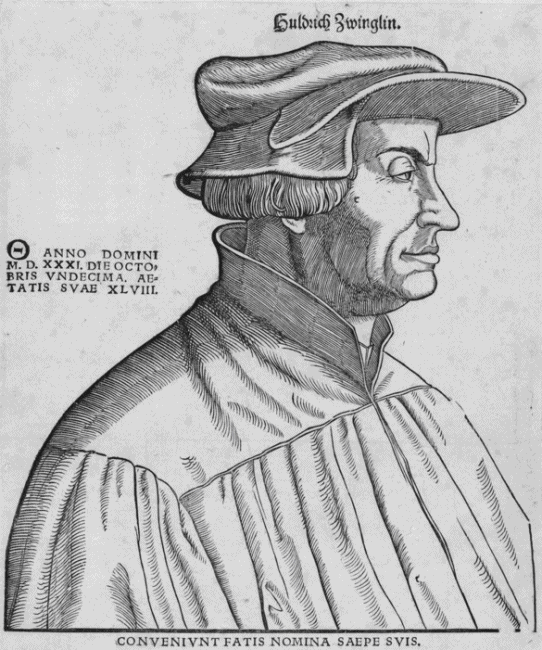 Huldrich Zwinglin.
Θ ANNO DOMINI
M. D. XXXI. DIE OCTO,
BRIS VNDECIMA, AE-
TATIS SVAE XLVIII.
CONVENIVNT FATIS NOMINA SAEPE SVIS.